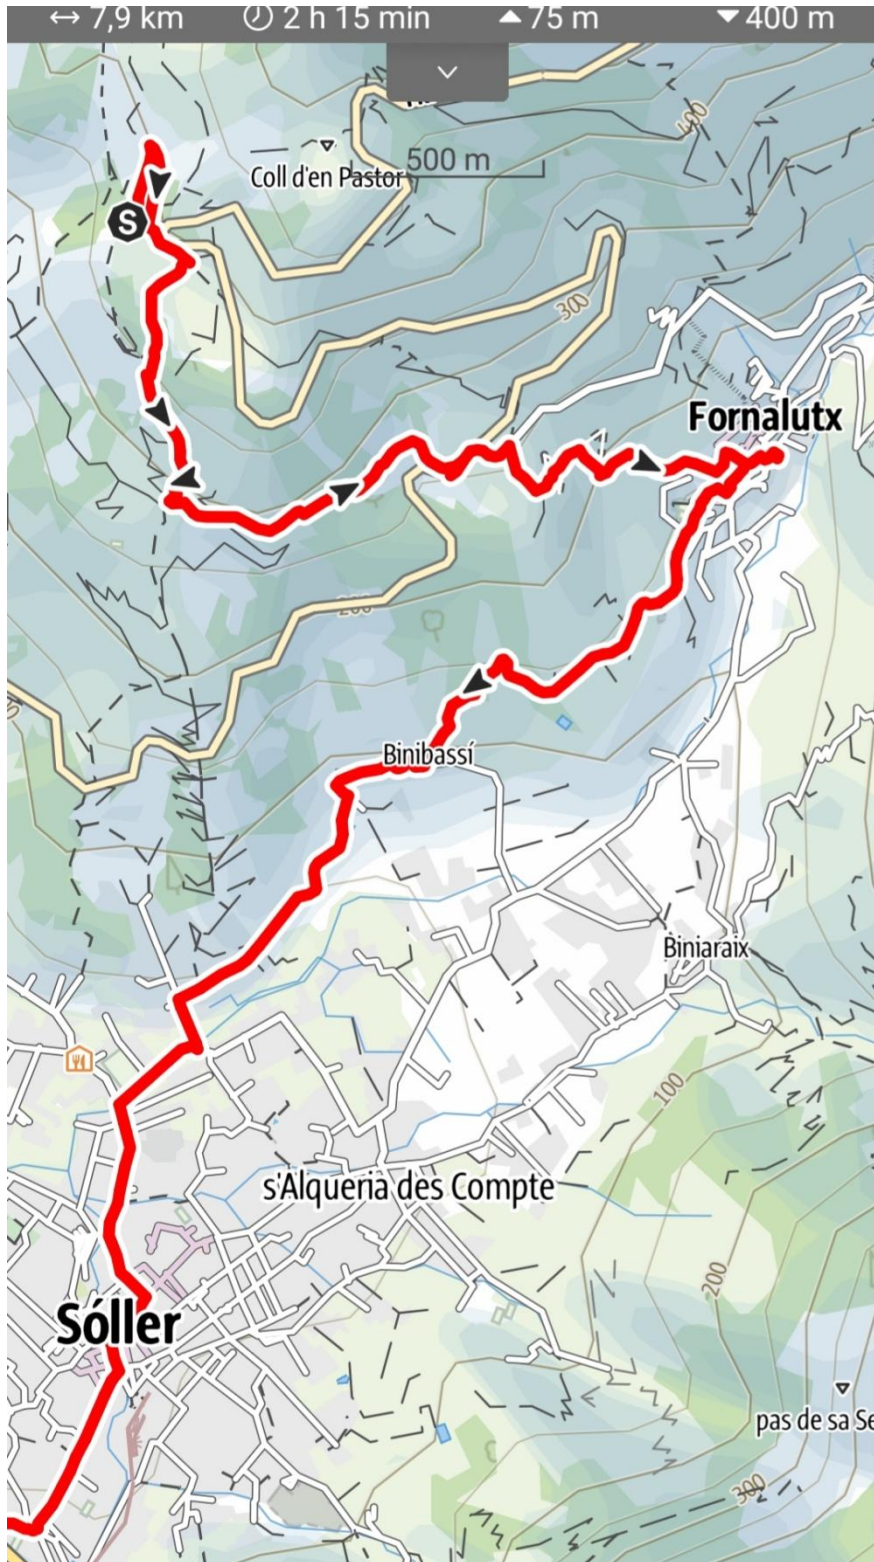 7,9 km 2 h 15 min 75 m 400 m
400
Coll d'en Pastor
500 m
S
300
Fornalutx
200
Binibassí
Biniaraix
100
s'Alqueria des Compte
200
Sóller
pas de sa Se
300